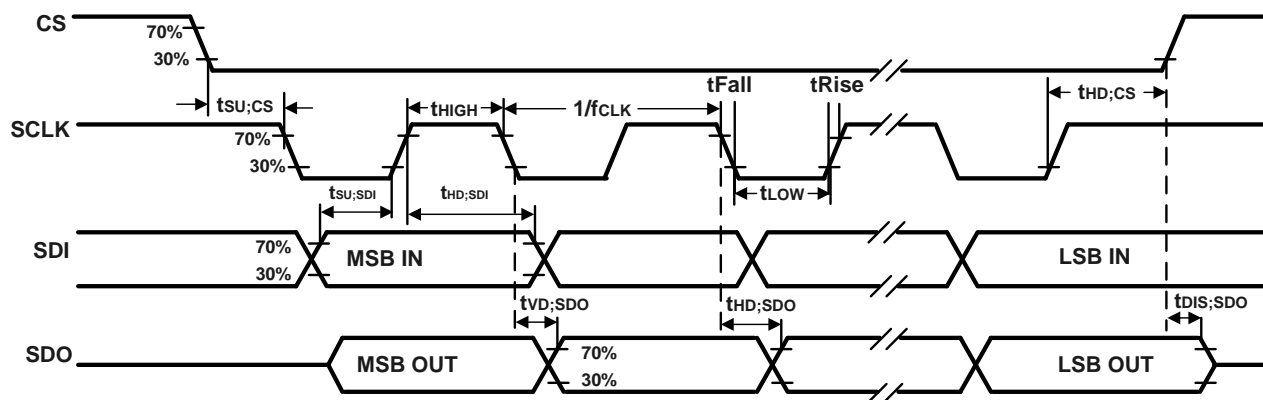 CS
70%
30%
tFall
tRise
tSU;CS
tHIGH
1/fCLK
tHD;CS
SCLK
70%
30%
tSU;SDI
tHD;SDI
tLOW
SDI
70%
30%
MSB IN
LSB IN
tVD;SDO
tHD;SDO
tDIS;SDO
SDO
MSB OUT
70%
30%
LSB OUT